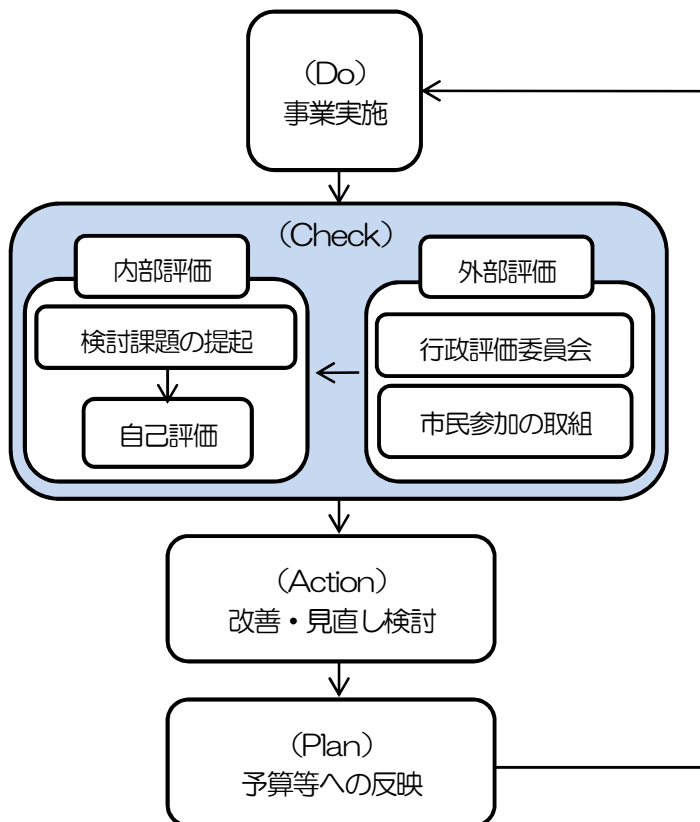 (Do)
事業実施
(Check)
内部評価
検討課題の提起
自己評価
外部評価
行政評価委員会
市民参加の取組
(Action)
改善・見直し検討
(Plan)
予算等への反映